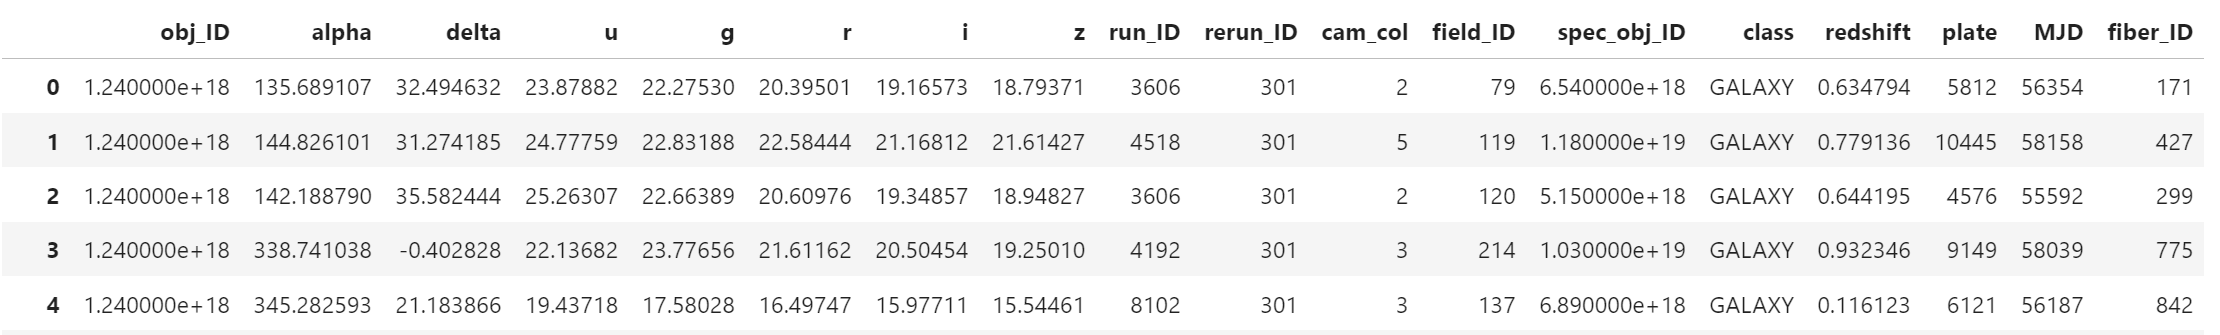 obj_ID alpha delta u g r i z run_ID rerun_ID cam_col field_ID spec_obj_ID class redshift plate MJD fiber_ID
0 1.240000e+18 135.689107 32.494632 23.87882 22.27530 20.39501 19.16573 18.79371 3606 301 2 79 6.540000e+18 GALAXY 0.634794 5812 56354 171
1 1.240000e+18 144.826101 31.274185 24.77759 22.83188 22.58444 21.16812 21.61427 4518 301 5 119 1.180000e+19 GALAXY 0.779136 10445 58158 427
2 1.240000e+18 142.188790 35.582444 25.26307 22.66389 20.60976 19.34857 18.94827 3606 301 2 120 5.150000e+18 GALAXY 0.644195 4576 55592 299
3 1.240000e+18 338.741038 -0.402828 22.13682 23.77656 21.61162 20.50454 19.25010 4192 301 3 214 1.030000e+19 GALAXY 0.932346 9149 58039 775
4 1.240000e+18 345.282593 21.183866 19.43718 17.58028 16.49747 15.97711 15.54461 8102 301 3 137 6.890000e+18 GALAXY 0.116123 6121 56187 842